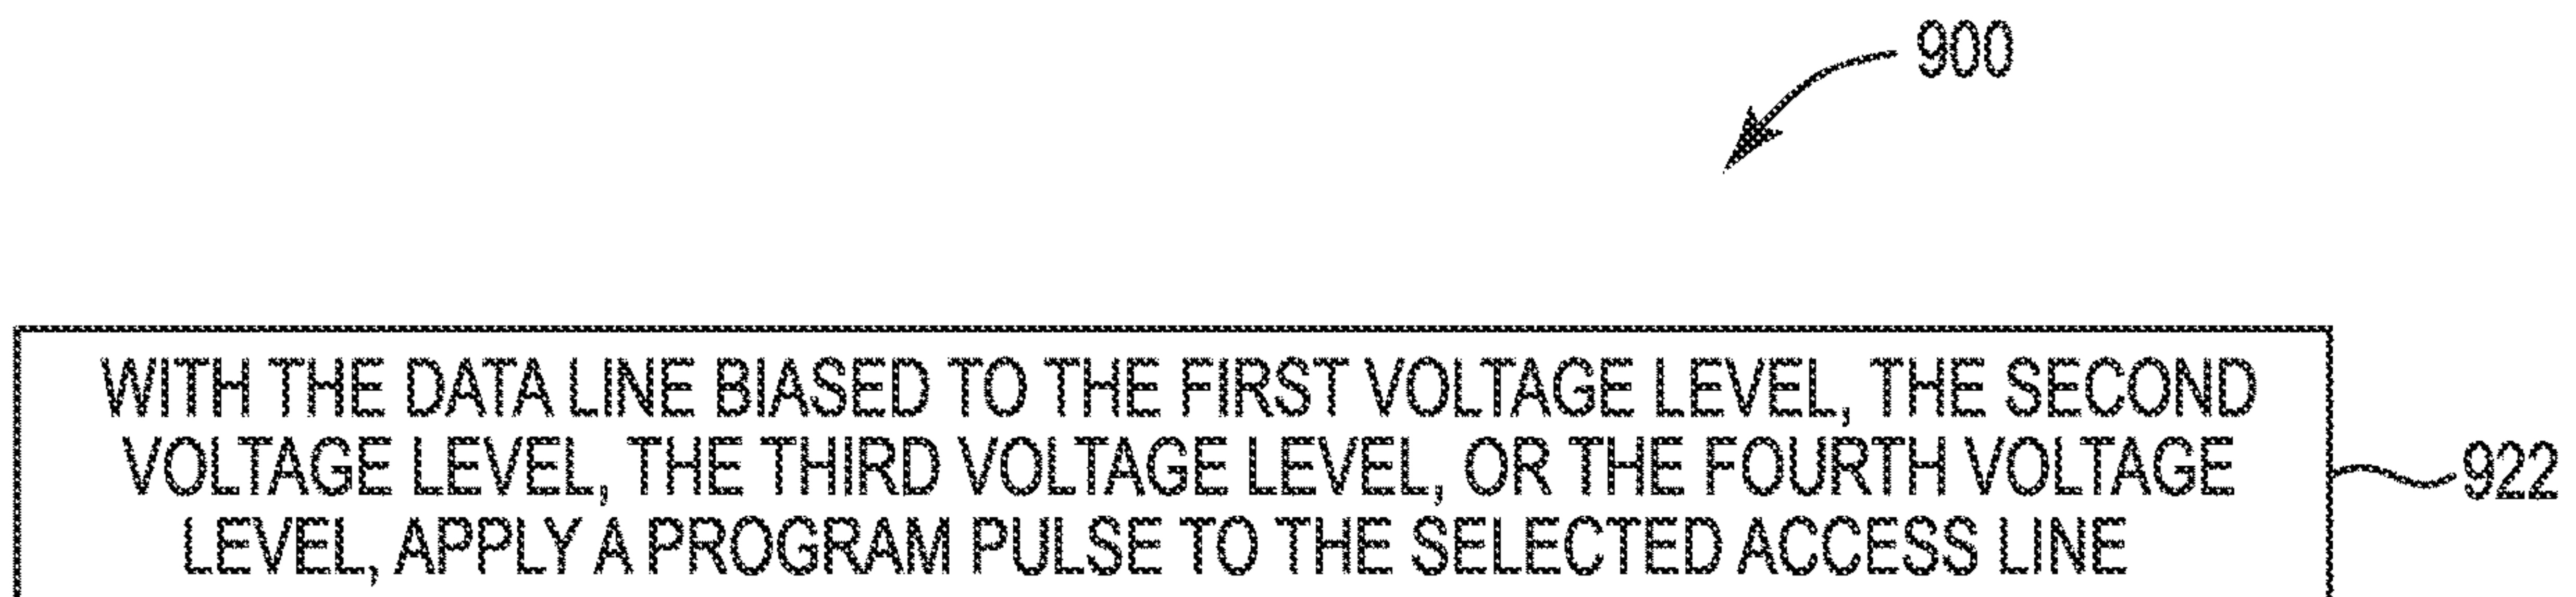 900
WITH THE DATA LINE BIASED TO THE FIRST VOLTAGE LEVEL, THE SECOND
VOLTAGE LEVEL, THE THIRD VOLTAGE LEVEL, OR THE FOURTH VOLTAGE
LEVEL, APPLY A PROGRAM PULSE TO THE SELECTED ACCESS LINE
922